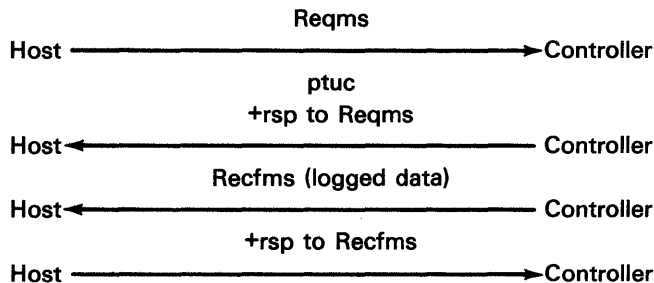 Reqms
Host Controller
ptuc
+rsp to Reqms
Host Controller
Recfms (logged data)
Host Controller
+rsp to Recfms
Host Controller